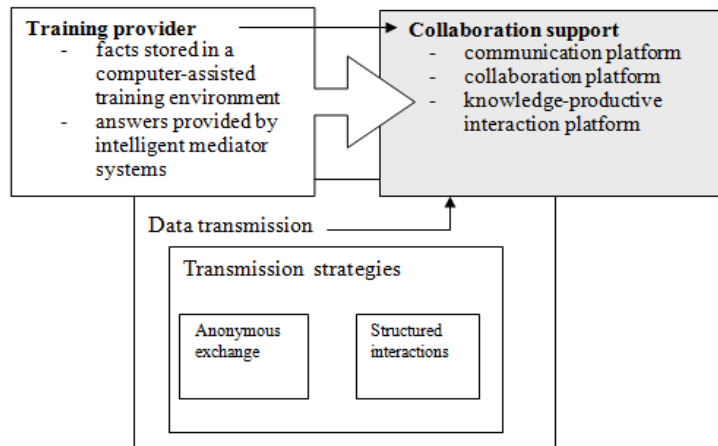 Training provider
- facts stored in a
computer-assisted
training environment
- answers provided by
intelligent mediator
systems
Collaboration support
- communication platform
- collaboration platform
- knowledge-productive
interaction platform
Data transmission
Transmission strategies
Anonymous
exchange
Structured
interactions